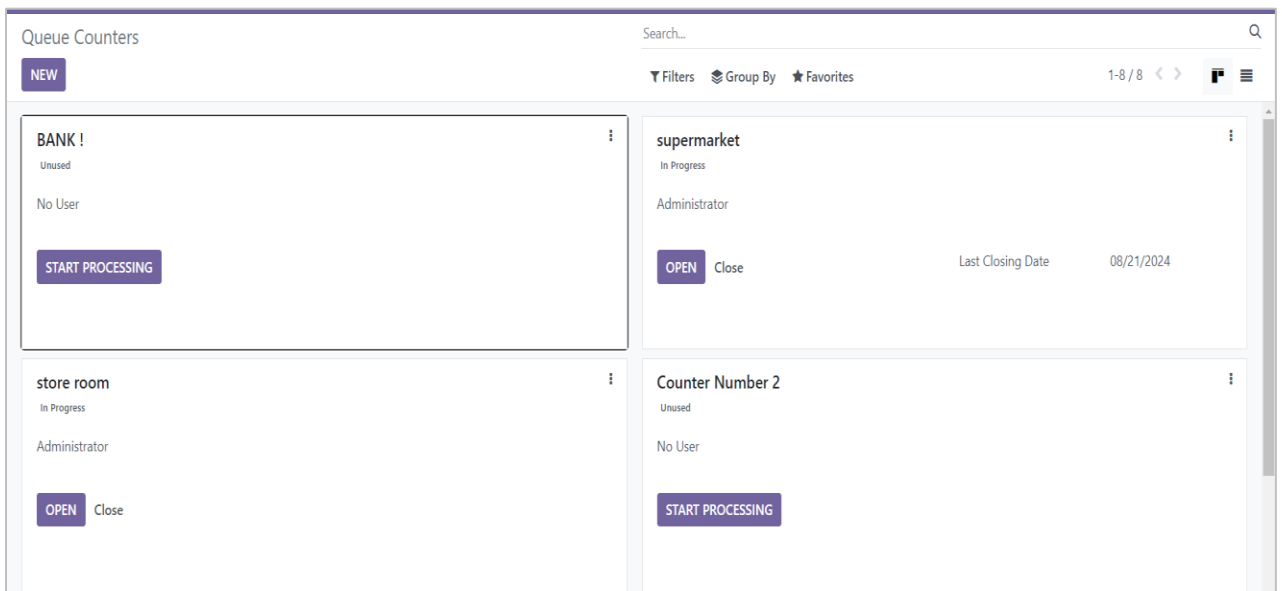 Queue Counters
Search...
NEW
Filters Group By Favorites 1-8 / 8
BANK !
Unused
No User
START PROCESSING
supermarket
In Progress
Administrator
OPEN Close Last Closing Date 08/21/2024
store room
In Progress
Administrator
OPEN Close
Counter Number 2
Unused
No User
START PROCESSING